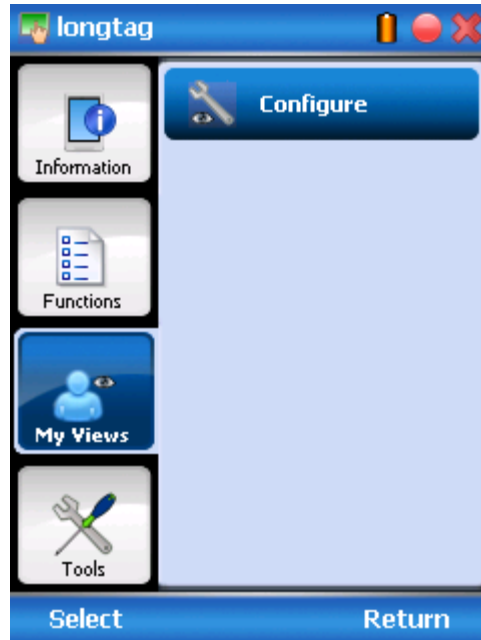 longtag
Configure
Information
Functions
My Views
Tools
Select
Return